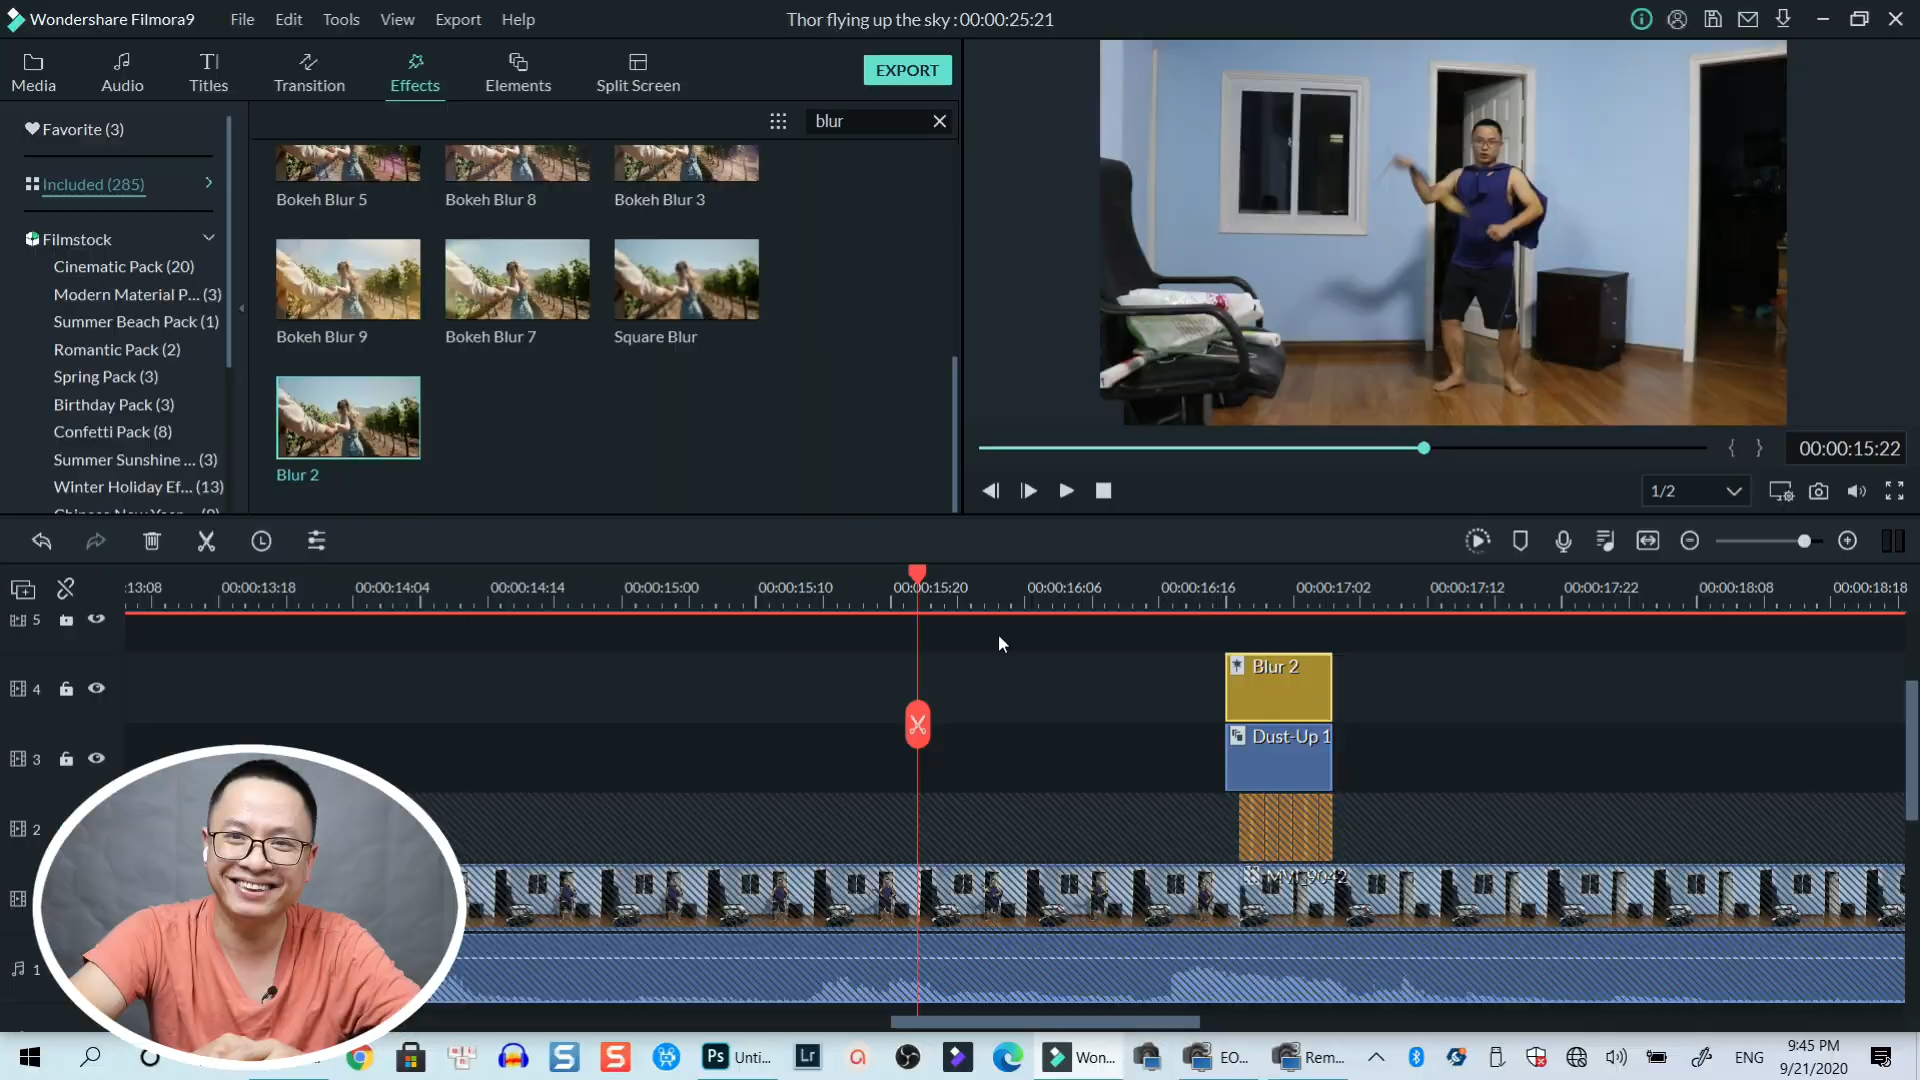 Wondershare Filmora9
File Edit Tools View Export Help
Thor flying up the sky : 00:00:25:21
Media Audio Titles Transition Effects Elements Split Screen
EXPORT
Favorite (3)
blur
Included (285)
Filmstock
Cinematic Pack (20)
Modern Material P... (3)
Summer Beach Pack (1)
Romantic Pack (2)
Spring Pack (3)
Birthday Pack (3)
Confetti Pack (8)
Summer Sunshine ... (3)
Winter Holiday Ef... (13)
Bokeh Blur 5 Bokeh Blur 8 Bokeh Blur 3
Bokeh Blur 9 Bokeh Blur 7 Square Blur
Blur 2
{ } 00:00:15:22
1/2
:13:08 00:00:13:18 00:00:14:04 00:00:14:14 00:00:15:00 00:00:15:10 00:00:15:20 00:00:16:06 00:00:16:16 00:00:17:02 00:00:17:12 00:00:17:22 00:00:18:08 00:00:18:18
5
4 Blur 2
3 Dust-Up 1
2
MVI_9042
1
Ps Unti... Lr Won... EO... Rem... ENG
9:45 PM
9/21/2020